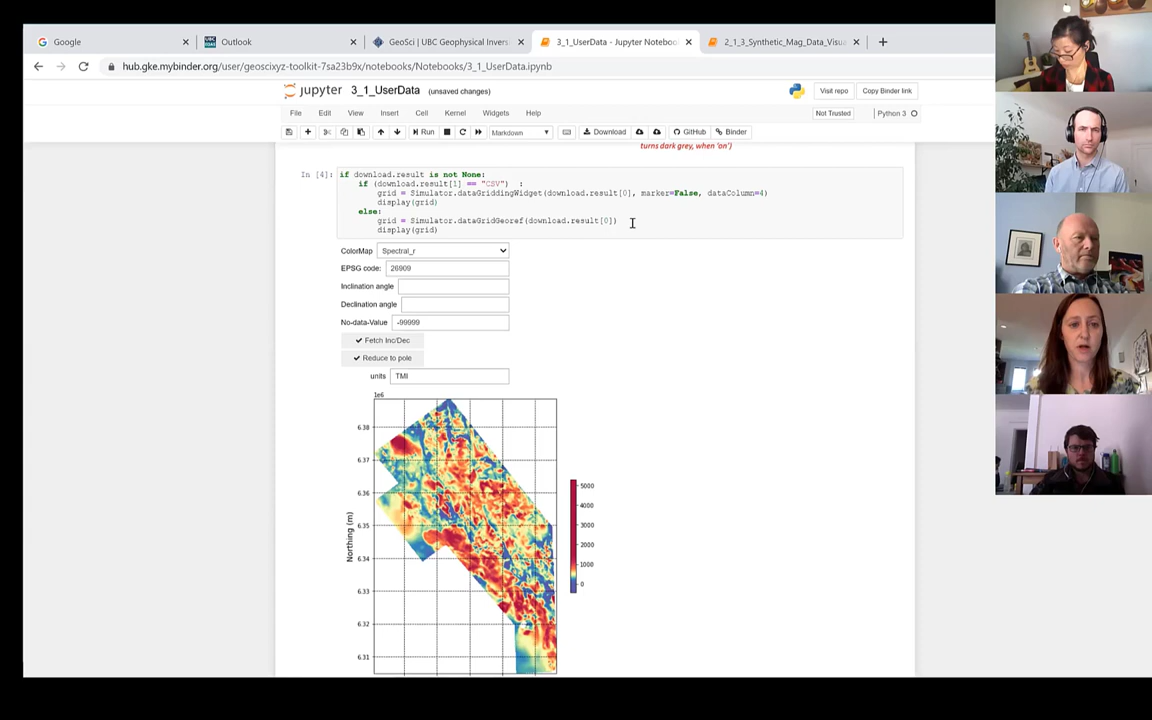 Google
Outlook
GeoSci | UBC Geophysical Invers
3_1_UserData - Jupyter Noteboo
2_1_3_Synthetic_Mag_Data_Visua
hub.gke.mybinder.org/user/geoscixyz-toolkit-7sa23b9x/notebooks/Notebooks/3_1_UserData.ipynb
jupyter 3_1_UserData (unsaved changes)
Visit repo
Copy Binder link
File Edit View Insert Cell Kernel Widgets Help
Not Trusted
Python 3
Run
Markdown
Download
GitHub
Binder
turns dark grey, when 'on')
In [4]: if download.result is not None:
if (download.result[1] == "CSV") :
grid = Simulator.dataGriddingWidget(download.result[0], marker=False, dataColumn=4)
display(grid)
else:
grid = Simulator.dataGridGeoref(download.result[0])
display(grid)
ColorMap Spectral_r
EPSG code: 26909
Inclination angle
Declination angle
No-data-Value -99999
Fetch Inc/Dec
Reduce to pole
units TMI
1e6
6.38
6.37
6.36
6.35
6.34
6.33
6.32
6.31
Northing (m)
5000
4000
3000
2000
1000
0